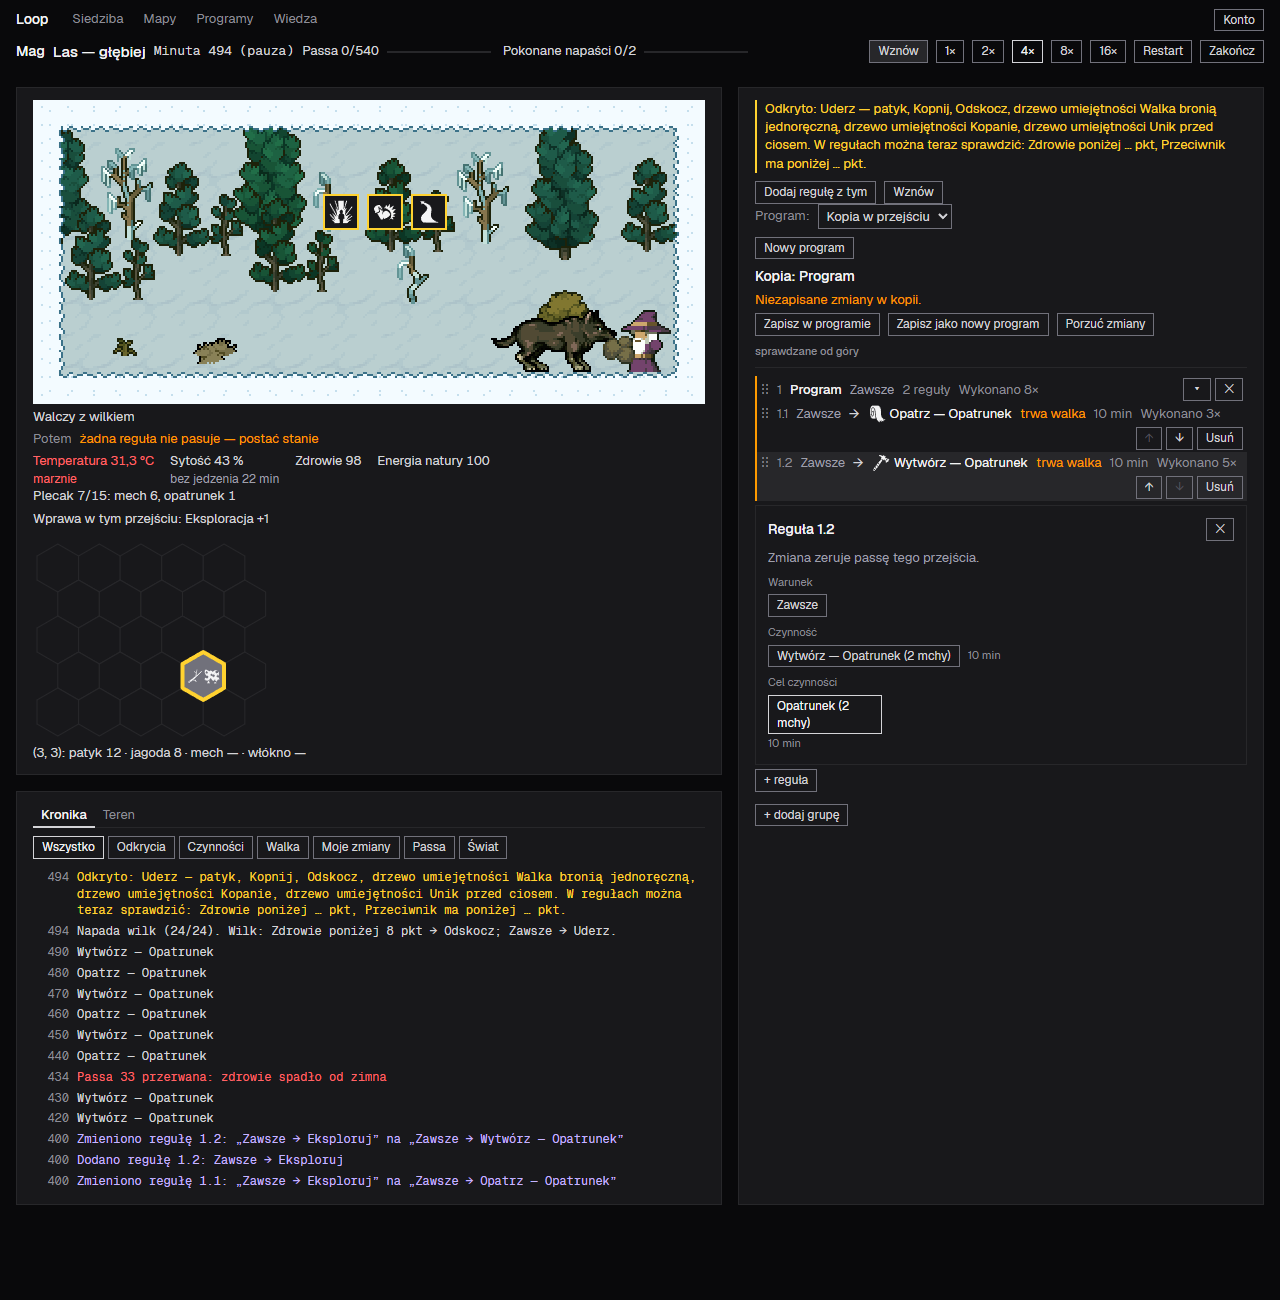 Loop Siedziba Mapy Programy Wiedza Konto
Mag Las — głębiej Minuta 494 (pauza) Passa 0/540 Pokonane napaści 0/2 Wznów 1× 2× 4× 8× 16× Restart Zakończ
Walczy z wilkiem
Potem żadna reguła nie pasuje — postać stanie
Temperatura 31,3 °C Sytość 43 % Zdrowie 98 Energia natury 100
marznie bez jedzenia 22 min
Plecak 7/15: mech 6, opatrunek 1
Wprawa w tym przejściu: Eksploracja +1
(3, 3): patyk 12 · jagoda 8 · mech — · włókno —
Kronika Teren
Wszystko Odkrycia Czynności Walka Moje zmiany Passa Świat
494 Odkryto: Uderz — patyk, Kopnij, Odskocz, drzewo umiejętności Walka bronią jednoręczną,
drzewo umiejętności Kopanie, drzewo umiejętności Unik przed ciosem. W regułach można
teraz sprawdzić: Zdrowie poniżej … pkt, Przeciwnik ma poniżej … pkt.
494 Napada wilk (24/24). Wilk: Zdrowie poniżej 8 pkt → Odskocz; Zawsze → Uderz.
490 Wytwórz — Opatrunek
480 Opatrz — Opatrunek
470 Wytwórz — Opatrunek
460 Opatrz — Opatrunek
450 Wytwórz — Opatrunek
440 Opatrz — Opatrunek
434 Passa 33 przerwana: zdrowie spadło od zimna
430 Wytwórz — Opatrunek
420 Wytwórz — Opatrunek
400 Zmieniono regułę 1.2: „Zawsze → Eksploruj” na „Zawsze → Wytwórz — Opatrunek”
400 Dodano regułę 1.2: Zawsze → Eksploruj
400 Zmieniono regułę 1.1: „Zawsze → Eksploruj” na „Zawsze → Opatrz — Opatrunek”
Odkryto: Uderz — patyk, Kopnij, Odskocz, drzewo umiejętności Walka bronią
jednoręczną, drzewo umiejętności Kopanie, drzewo umiejętności Unik przed
ciosem. W regułach można teraz sprawdzić: Zdrowie poniżej … pkt, Przeciwnik
ma poniżej … pkt.
Dodaj regułę z tym Wznów
Program: Kopia w przejściu
Nowy program
Kopia: Program
Niezapisane zmiany w kopii.
Zapisz w programie Zapisz jako nowy program Porzuć zmiany
sprawdzane od góry
1 Program Zawsze 2 reguły Wykonano 8×
1.1 Zawsze → Opatrz — Opatrunek trwa walka 10 min Wykonano 3×
↑ ↓ Usuń
1.2 Zawsze → Wytwórz — Opatrunek trwa walka 10 min Wykonano 5×
↑ ↓ Usuń
Reguła 1.2
Zmiana zeruje passę tego przejścia.
Warunek
Zawsze
Czynność
Wytwórz — Opatrunek (2 mchy) 10 min
Cel czynności
Opatrunek (2
mchy)
10 min
+ reguła
+ dodaj grupę